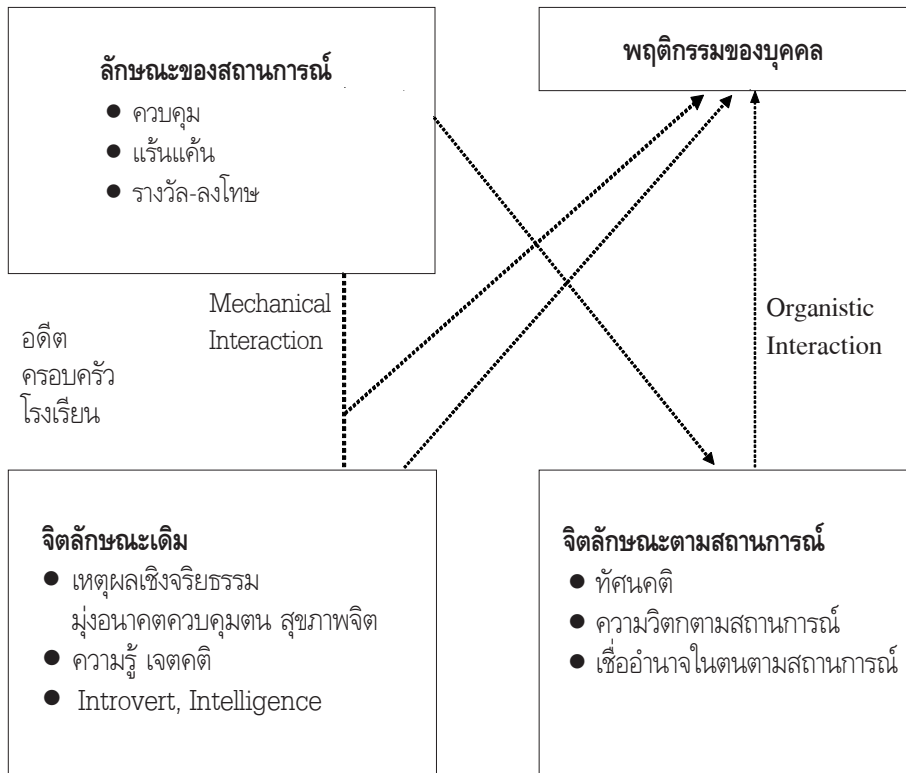 ลักษณะของสถานการณ์
● ควบคุม
● แร้นแค้น
● รางวัล-ลงโทษ
พฤติกรรมของบุคคล
Mechanical
Interaction
อดีต
ครอบครัว
โรงเรียน
Organistic
Interaction
จิตลักษณะเดิม
● เหตุผลเชิงจริยธรรม
มุ่งอนาคตควบคุมตน สุขภาพจิต
● ความรู้ เจตคติ
● Introvert, Intelligence
จิตลักษณะตามสถานการณ์
● ทัศนคติ
● ความวิตกตามสถานการณ์
● เชื่ออำนาจในตนตามสถานการณ์